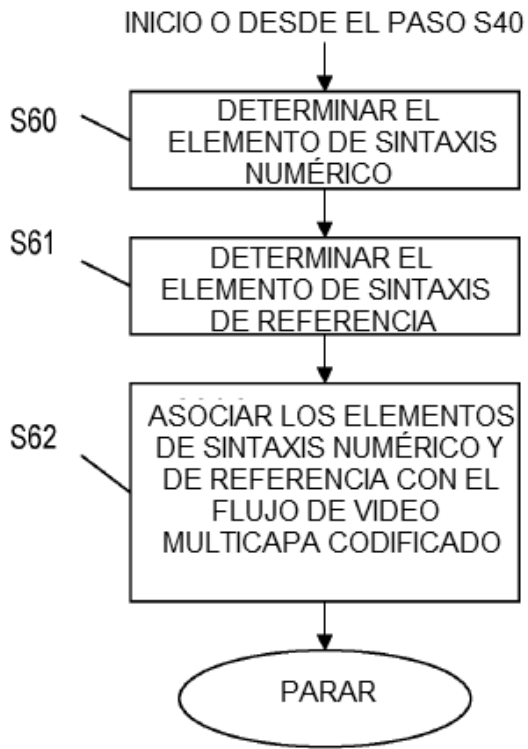 INICIO O DESDE EL PASO S40
S60
DETERMINAR EL
ELEMENTO DE SINTAXIS
NUMÉRICO
S61
DETERMINAR EL
ELEMENTO DE SINTAXIS
DE REFERENCIA
S62
ASOCIAR LOS ELEMENTOS
DE SINTAXIS NUMÉRICO Y
DE REFERENCIA CON EL
FLUJO DE VIDEO
MULTICAPA CODIFICADO
PARAR